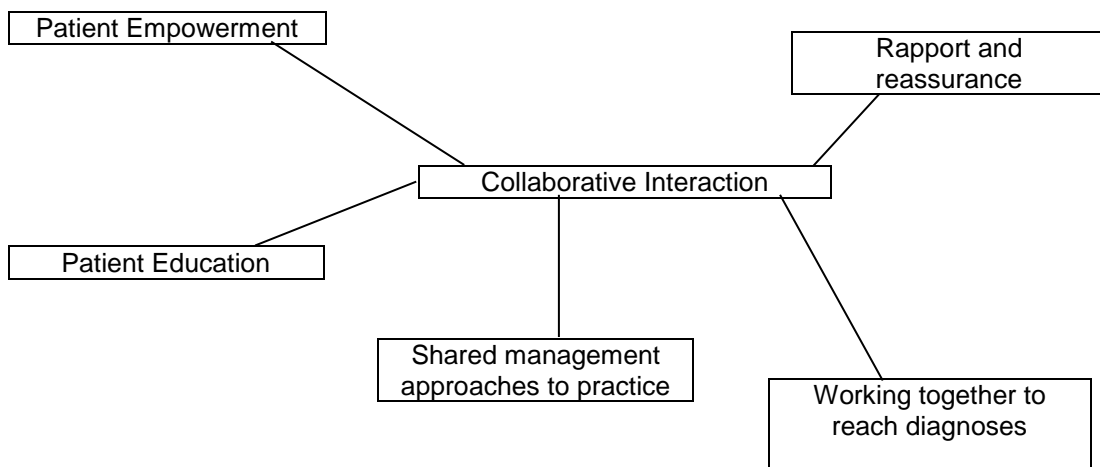 Patient Empowerment
Rapport and
reassurance
Collaborative Interaction
Patient Education
Shared management
approaches to practice
Working together to
reach diagnoses